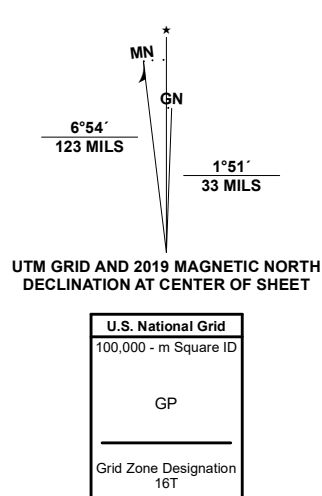 ★
MN
GN
6°54´
123 MILS
1°51´
33 MILS
UTM GRID AND 2019 MAGNETIC NORTH
DECLINATION AT CENTER OF SHEET
U.S. National Grid
100,000 - m Square ID
GP
Grid Zone Designation
16T